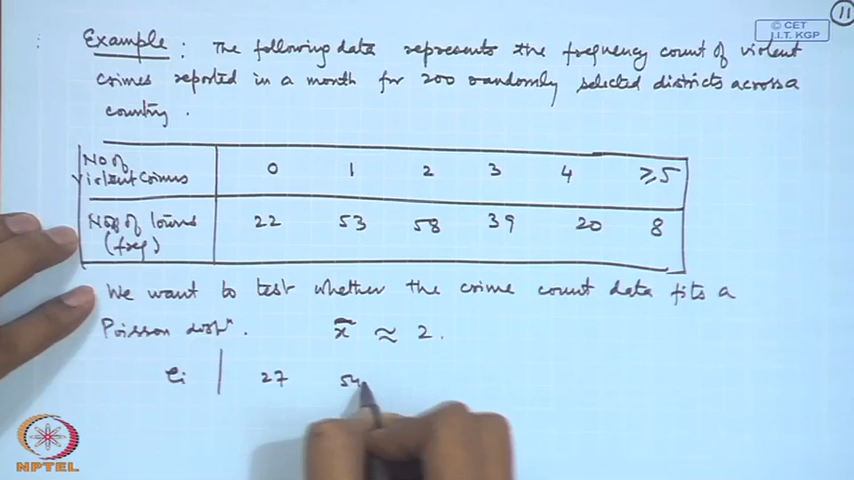 11
© CET
I.I.T. KGP
Example : The following data represents the frequency count of violent
crimes reported in a month for 200 randomly selected districts across a
country .
No of violent crimes 0 1 2 3 4 ≥5
No of towns (freq) 22 53 58 39 20 8
We want to test whether the crime count data fits a
Poisson distⁿ. x̄ ≈ 2.
ei | 27 54
NPTEL